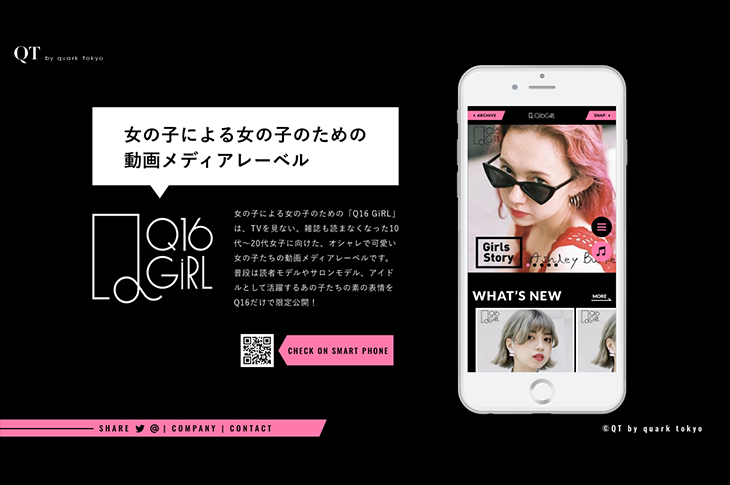 QT by quark tokyo
女の子による女の子のための
動画メディアレーベル
Q16
GiRL
女の子による女の子のための「Q16 GiRL」
は、TVを見ない、雑誌も読まなくなった10
代〜20代女子に向けた、オシャレで可愛い
女の子たちの動画メディアレーベルです。
普段は読者モデルやサロンモデル、アイド
ルとして活躍するあの子たちの素の表情を
Q16だけで限定公開！
CHECK ON SMART PHONE
SHARE | COMPANY | CONTACT
ARCHIVE
Q16GiRL
SNAP
Girls
Story
Ashley
WHAT'S NEW
MORE
©QT by quark tokyo